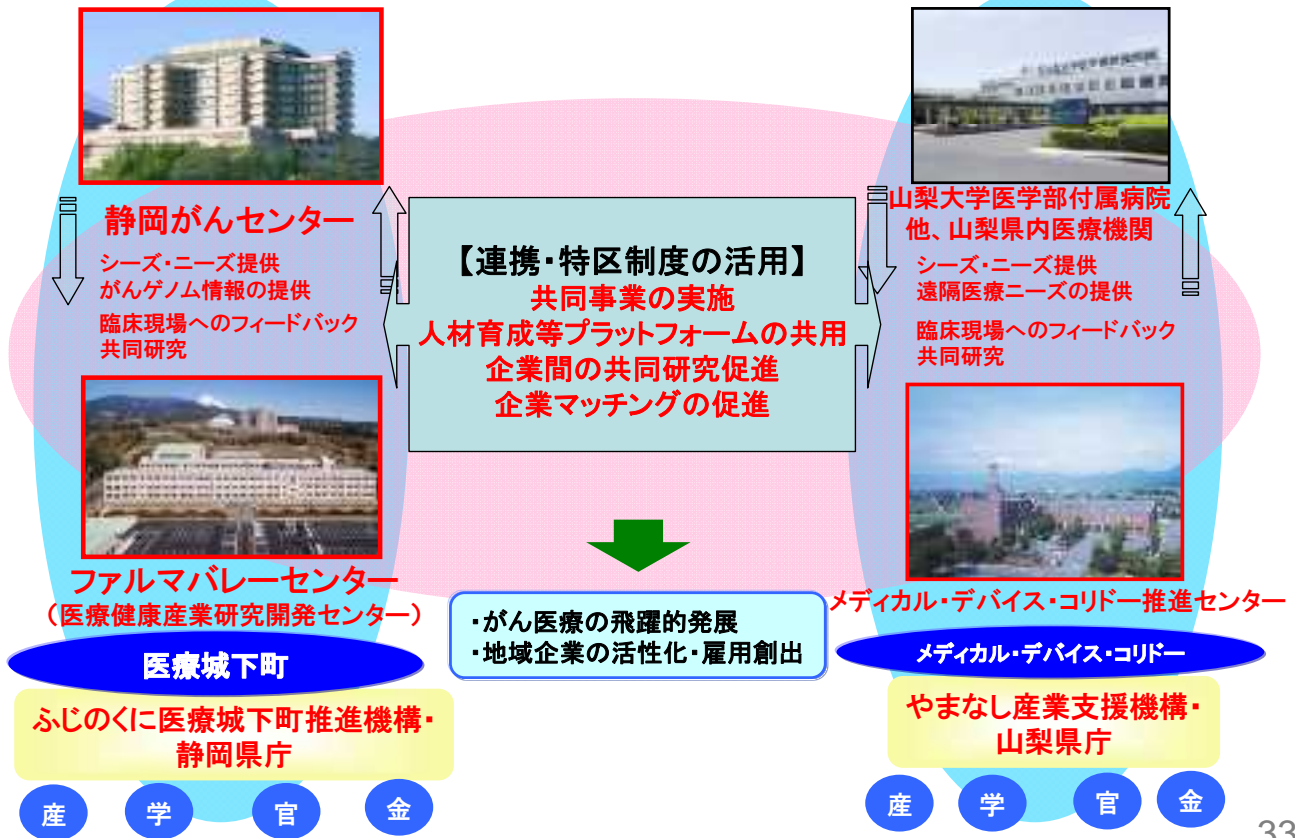 静岡がんセンター
シーズ・ニーズ提供
がんゲノム情報の提供
臨床現場へのフィードバック
共同研究
ファルマバレーセンター
（医療健康産業研究開発センター）
医療城下町
ふじのくに医療城下町推進機構・
静岡県庁
産 学 官 金
【連携・特区制度の活用】
共同事業の実施
人材育成等プラットフォームの共用
企業間の共同研究促進
企業マッチングの促進
・がん医療の飛躍的発展
・地域企業の活性化・雇用創出
山梨大学医学部付属病院
他、山梨県内医療機関
シーズ・ニーズ提供
遠隔医療ニーズの提供
臨床現場へのフィードバック
共同研究
メディカル・デバイス・コリドー推進センター
メディカル・デバイス・コリドー
やまなし産業支援機構・
山梨県庁
産 学 官 金
33